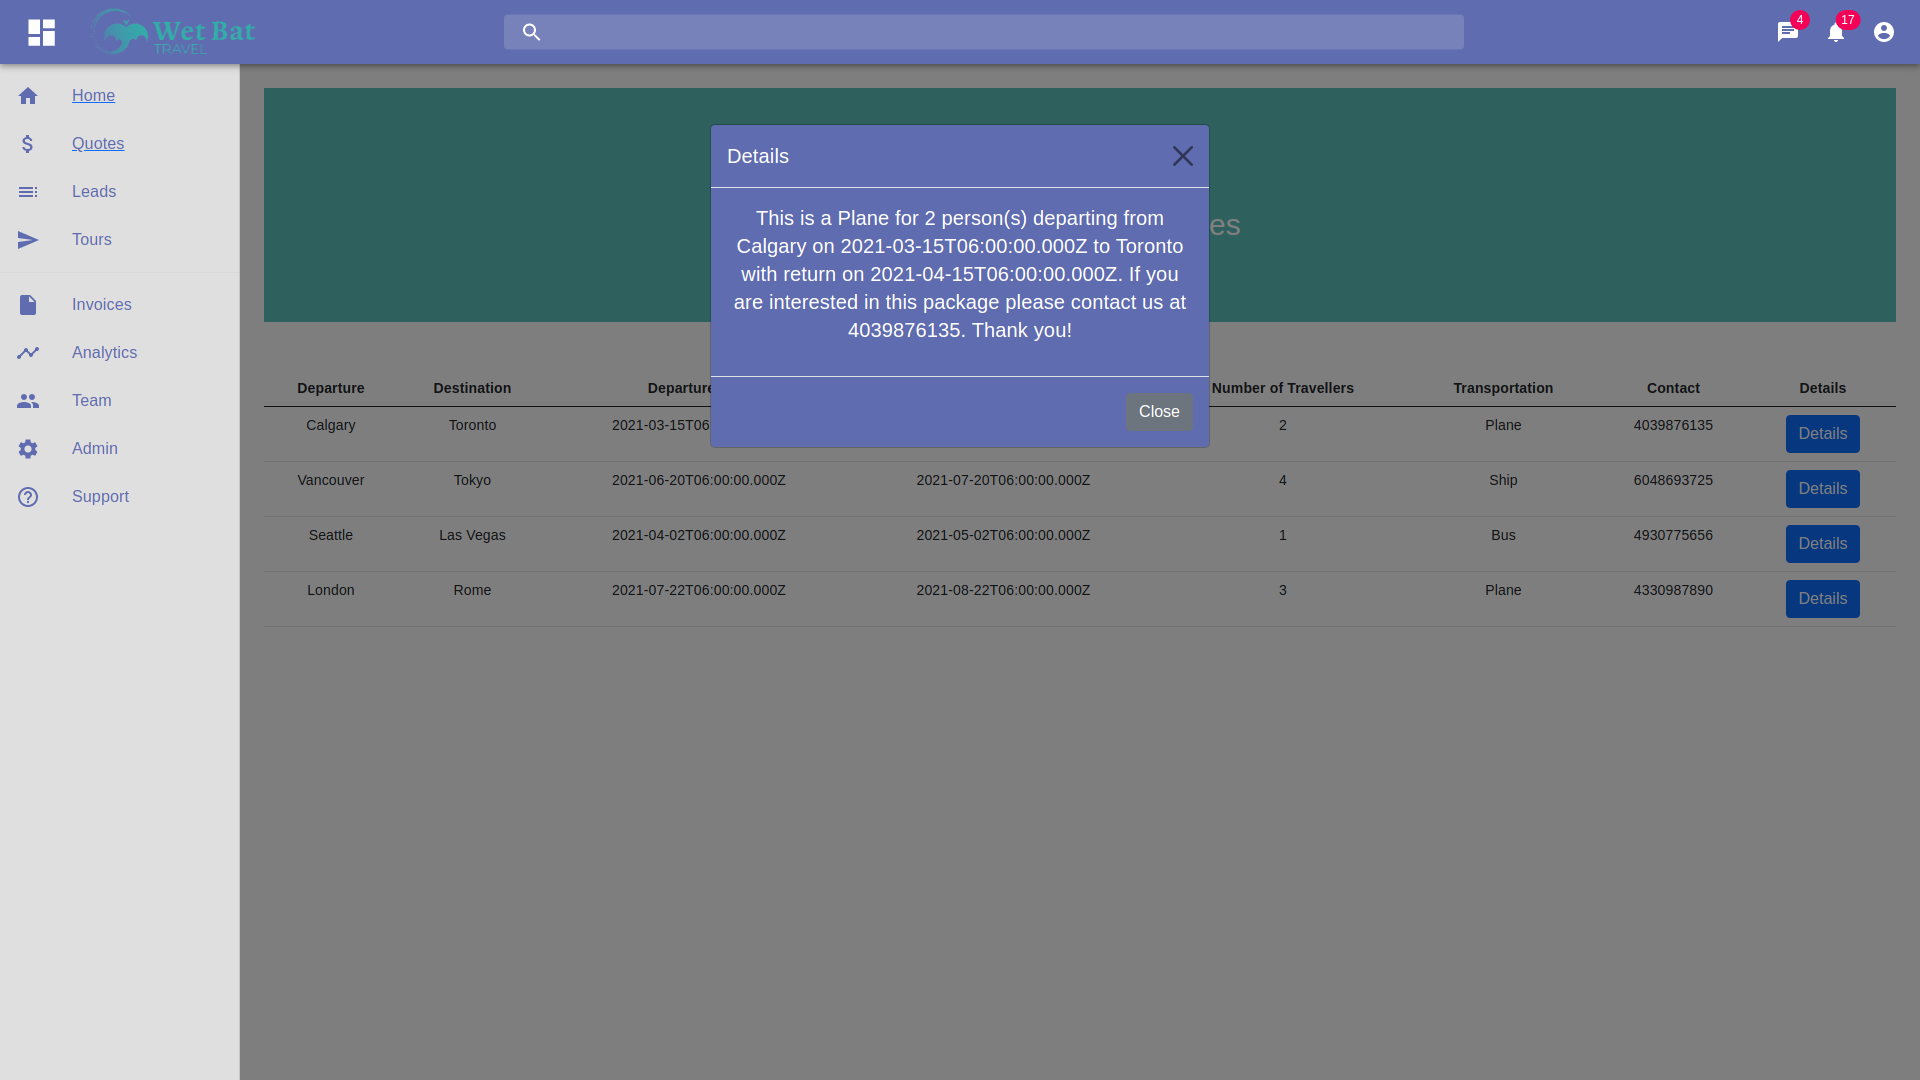 Wet Bat
TRAVEL
4
17
Home
Quotes
Leads
Tours
Invoices
Analytics
Team
Admin
Support
Details
This is a Plane for 2 person(s) departing from
Calgary on 2021-03-15T06:00:00.000Z to Toronto
with return on 2021-04-15T06:00:00.000Z. If you
are interested in this package please contact us at
4039876135. Thank you!
Close
Departure Destination Departure Number of Travellers Transportation Contact Details
Calgary Toronto 2021-03-15T06 2 Plane 4039876135 Details
Vancouver Tokyo 2021-06-20T06:00:00.000Z 2021-07-20T06:00:00.000Z 4 Ship 6048693725 Details
Seattle Las Vegas 2021-04-02T06:00:00.000Z 2021-05-02T06:00:00.000Z 1 Bus 4930775656 Details
London Rome 2021-07-22T06:00:00.000Z 2021-08-22T06:00:00.000Z 3 Plane 4330987890 Details